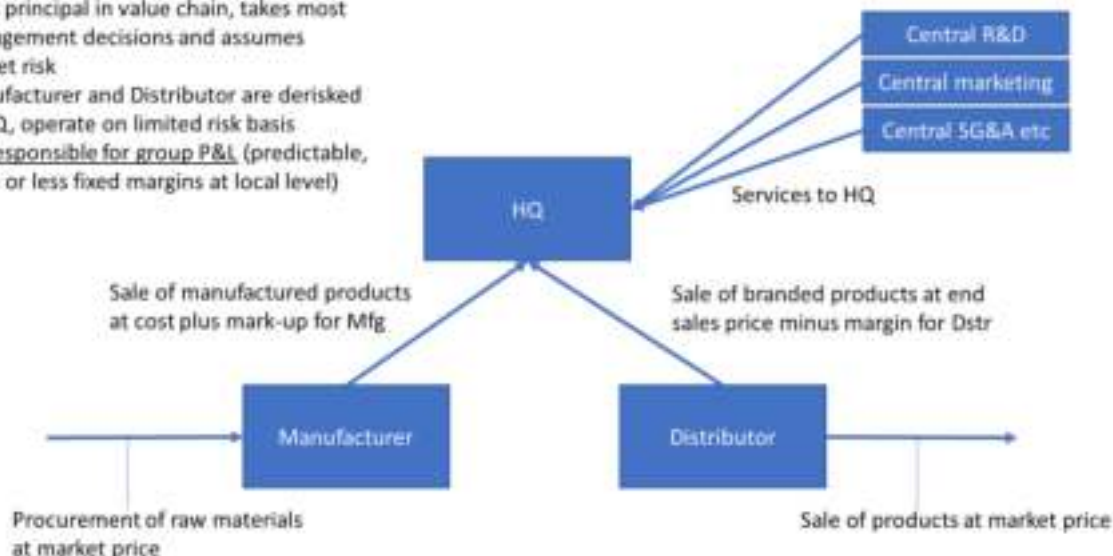 principal in value chain, takes most
agement decisions and assumes
et risk
ufacturer and Distributor are derisked
Q, operate on limited risk basis
esponsible for group P&L (predictable,
or less fixed margins at local level)
Central R&D
Central marketing
Central SG&A etc
HQ
Services to HQ
Sale of manufactured products
at cost plus mark-up for Mfg
Sale of branded products at end
sales price minus margin for Dstr
Manufacturer
Distributor
Procurement of raw materials
at market price
Sale of products at market price